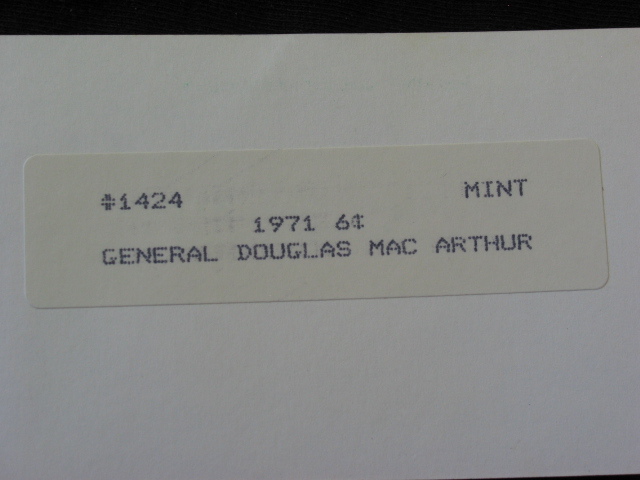 #1424 MINT
1971 6¢
GENERAL DOUGLAS MAC ARTHUR